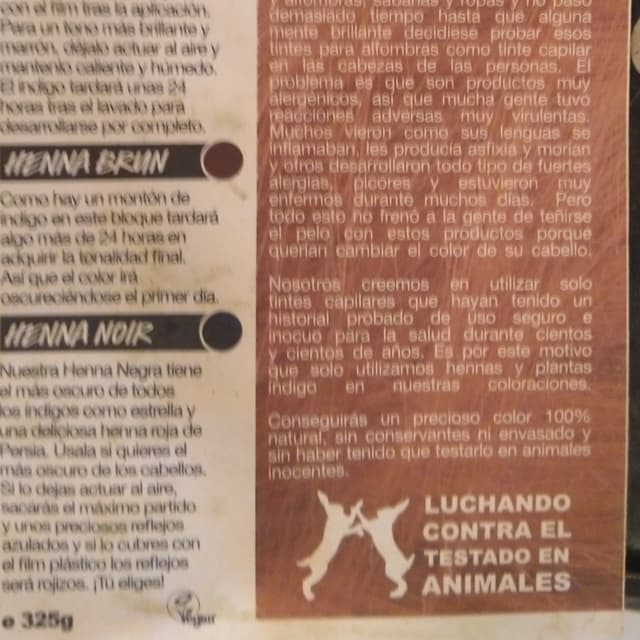 con el film tras la aplicación.
Para un tono más brillante y
marrón, déjalo actuar al aire y
mantenlo caliente y húmedo.
El índigo tardará unas 24
horas tras el lavado para
desarrollarse por completo.
HENNA BRUN
Como hay un montón de
índigo en este bloque tardará
algo más de 24 horas en
adquirir la tonalidad final.
Así que el color irá
oscureciéndose el primer día.
HENNA NOIR
Nuestra Henna Negra tiene
el más oscuro de todos
los índigos como estrella y
una deliciosa henna roja de
Persia. Úsala si quieres el
más oscuro de los cabellos.
Si lo dejas actuar al aire,
sacarás el máximo partido
y unos preciosos reflejos
azulados y si lo cubres con
el film plástico los reflejos
será rojizos. ¡Tú eliges!
e 325g
Vegan
y alfombras, sábanas y ropas y no pasó
demasiado tiempo hasta que alguna
mente brillante decidiese probar esos
tintes para alfombras como tinte capilar
en las cabezas de las personas. El
problema es que son productos muy
alergénicos, así que mucha gente tuvo
reacciones adversas muy virulentas.
Muchos vieron como sus lenguas se
inflamaban, les producía asfixia y morían
y otros desarrollaron todo tipo de fuertes
alergias, picores y estuvieron muy
enfermos durante muchos días. Pero
todo esto no frenó a la gente de teñirse
el pelo con estos productos porque
querían cambiar el color de su cabello.
Nosotros creemos en utilizar solo
tintes capilares que hayan tenido un
historial probado de uso seguro e
inocuo para la salud durante cientos
y cientos de años. Es por este motivo
que solo utilizamos hennas y plantas
índigo en nuestras coloraciones.
Conseguirás un precioso color 100%
natural, sin conservantes ni envasado y
sin haber tenido que testarlo en animales
inocentes.
LUCHANDO
CONTRA EL
TESTADO EN
ANIMALES